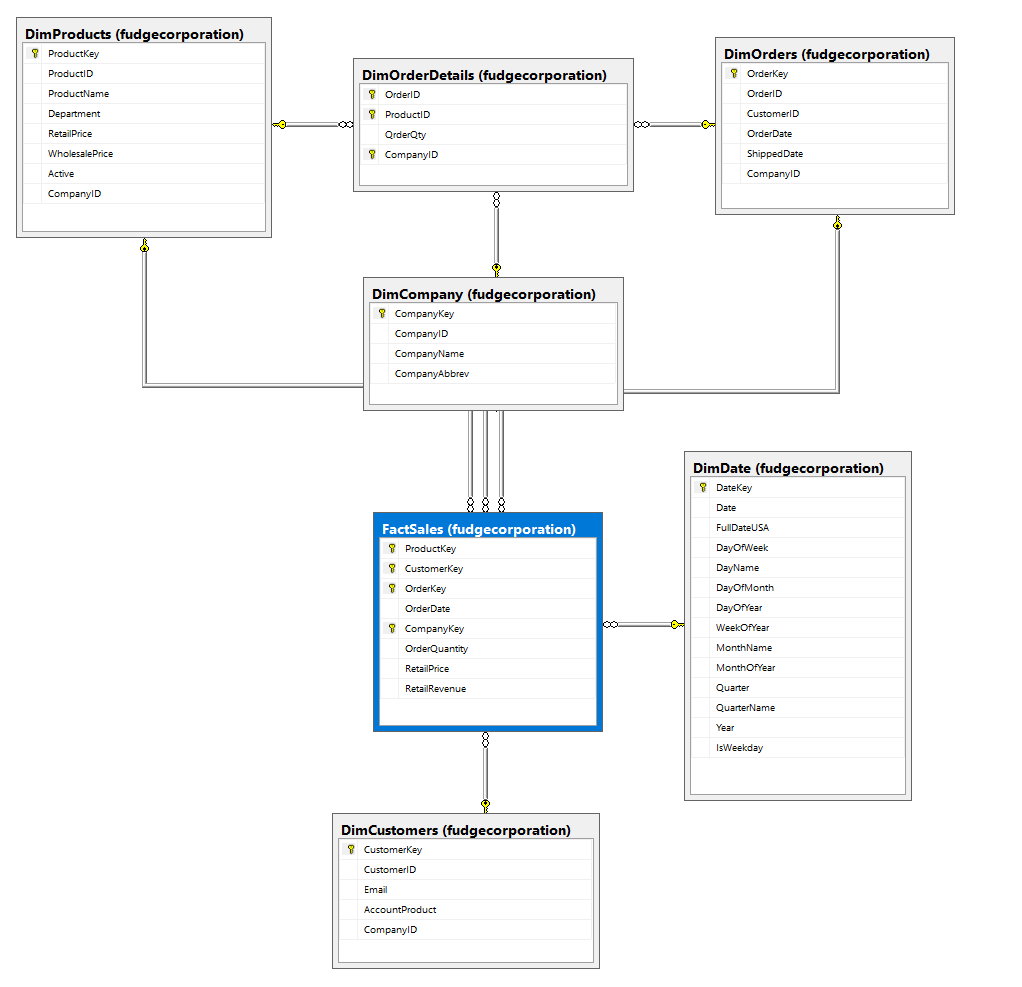 DimProducts (fudgecorporation)
ProductKey
ProductID
ProductName
Department
RetailPrice
WholesalePrice
Active
CompanyID
DimOrderDetails (fudgecorporation)
OrderID
ProductID
QrderQty
CompanyID
DimOrders (fudgecorporation)
OrderKey
OrderID
CustomerID
OrderDate
ShippedDate
CompanyID
DimCompany (fudgecorporation)
CompanyKey
CompanyID
CompanyName
CompanyAbbrev
FactSales (fudgecorporation)
ProductKey
CustomerKey
OrderKey
OrderDate
CompanyKey
OrderQuantity
RetailPrice
RetailRevenue
DimDate (fudgecorporation)
DateKey
Date
FullDateUSA
DayOfWeek
DayName
DayOfMonth
DayOfYear
WeekOfYear
MonthName
MonthOfYear
Quarter
QuarterName
Year
IsWeekday
DimCustomers (fudgecorporation)
CustomerKey
CustomerID
Email
AccountProduct
CompanyID